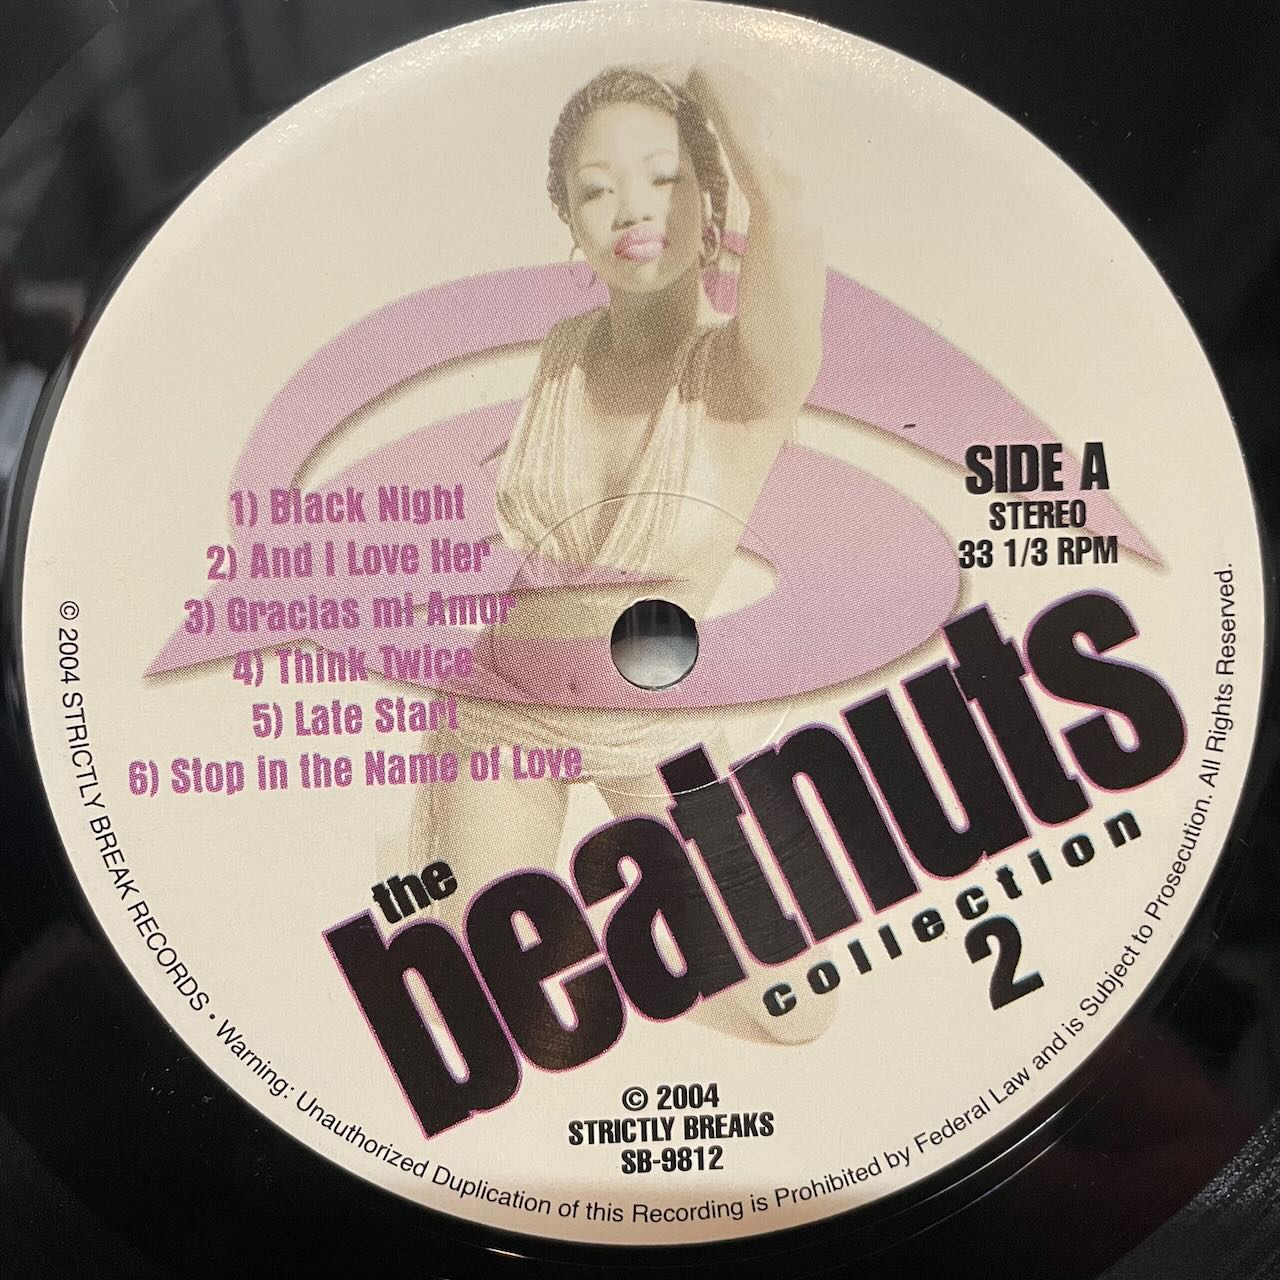 SIDE A
STEREO
33 1/3 RPM
1) Black Night
2) And I Love Her
3) Gracias mi Amor
4) Think Twice
5) Late Start
6) Stop in the Name of Love
the
beatnuts
collection
2
© 2004
STRICTLY BREAKS
SB-9812
© 2004 STRICTLY BREAK RECORDS • Warning: Unauthorized Duplication of this Recording is Prohibited by Federal Law and is Subject to Prosecution. All Rights Reserved.